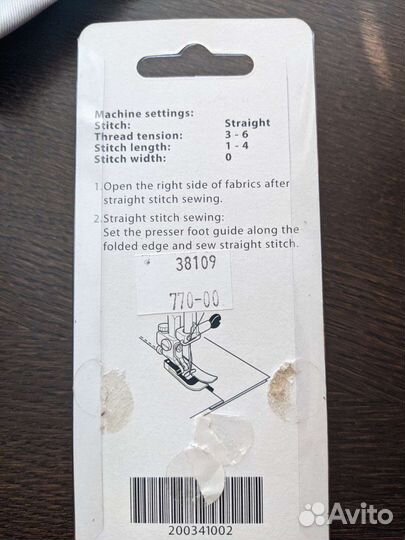 Machine settings:
Stitch: Straight
Thread tension: 3 - 6
Stitch length: 1 - 4
Stitch width: 0
1. Open the right side of fabrics after
straight stitch sewing.
2. Straight stitch sewing:
Set the presser foot guide along the
folded edge and sew straight stitch.
38109
770-00
200341002
Avito